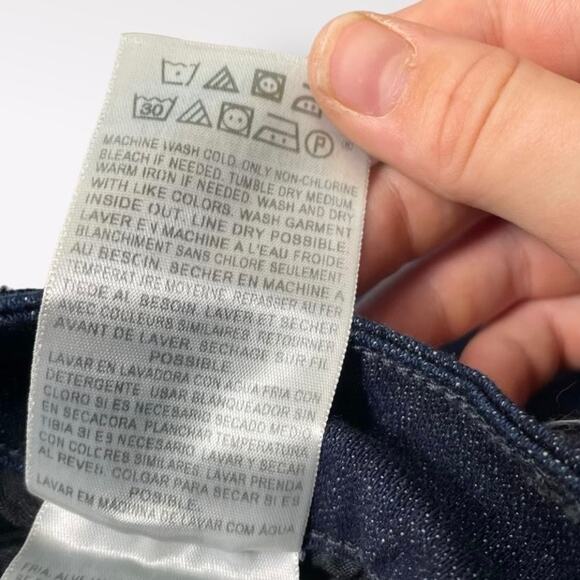 30 P ®
MACHINE WASH COLD. ONLY NON-CHLORINE
BLEACH IF NEEDED. TUMBLE DRY MEDIUM
WARM IRON IF NEEDED. WASH AND DRY
WITH LIKE COLORS. WASH GARMENT
INSIDE OUT. LINE DRY POSSIBLE.
LAVER EN MACHINE A L'EAU FROIDE
BLANCHIMENT SANS CHLORE SEULEMENT
AU BESOIN. SECHER EN MACHINE A
TEMPERATURE MOYENNE REPASSER AU FER
TIEDE AL BESOIN. LAVER ET SECHER
AVEC COULEURS SIMILAIRES. RETOURNER
AVANT DE LAVER. SECHAGE SUR FIL
POSSIBLE
LAVAR EN LAVADORA CON AGUA FRIA CON
DETERGENTE USAR BLANQUEADOR SIN
CLORO SI ES NECESARIO SECADO MEDIO
EN SECADORA. PLANCHAR TEMPERATURA
TIBIA SI ES NECESARIO LAVAR Y SECAR
CON COLORES SIMILARES. LAVAR PRENDA
AL REVES. COLGAR PARA SECAR SI ES
POSIBLE.
LAVAR EM MAQUINA DE LAVAR COM AGUA
FRIA.